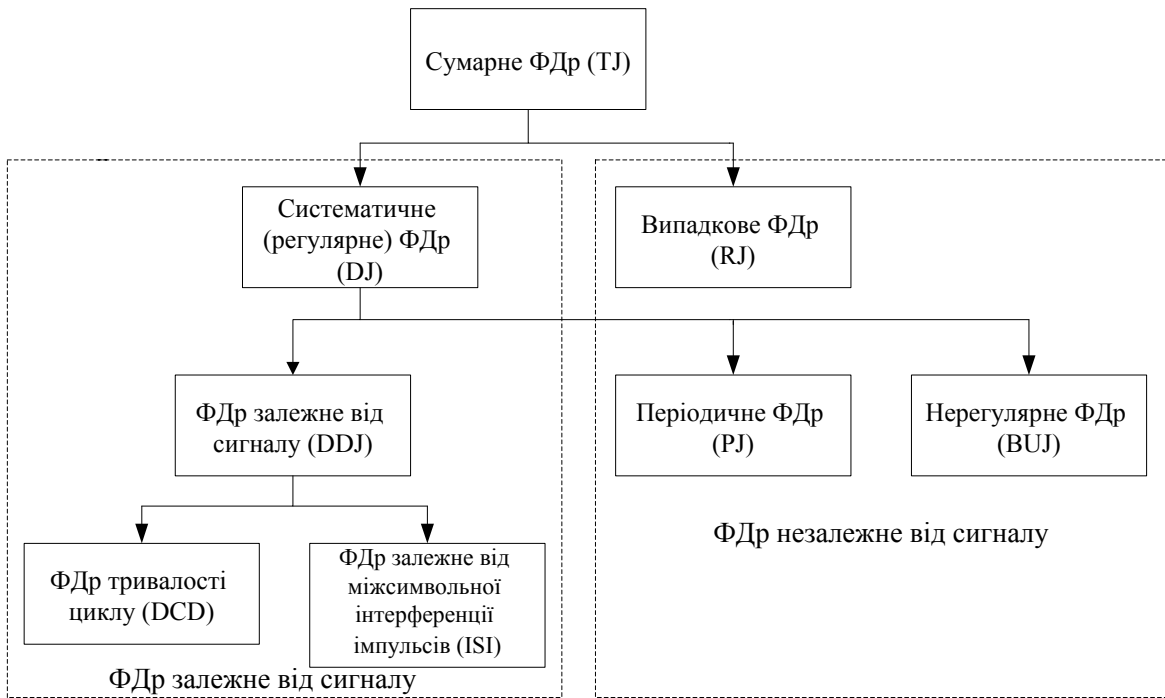 Сумарне ФДр (TJ)
Систематичне
(регулярне) ФДр
(DJ)
Випадкове ФДр
(RJ)
ФДр залежне від
сигналу (DDJ)
Періодичне ФДр
(PJ)
Нерегулярне ФДр
(BUJ)
ФДр незалежне від сигналу
ФДр тривалості
циклу (DCD)
ФДр залежне від
міжсимвольної
інтерференції
імпульсів (ISI)
ФДр залежне від сигналу